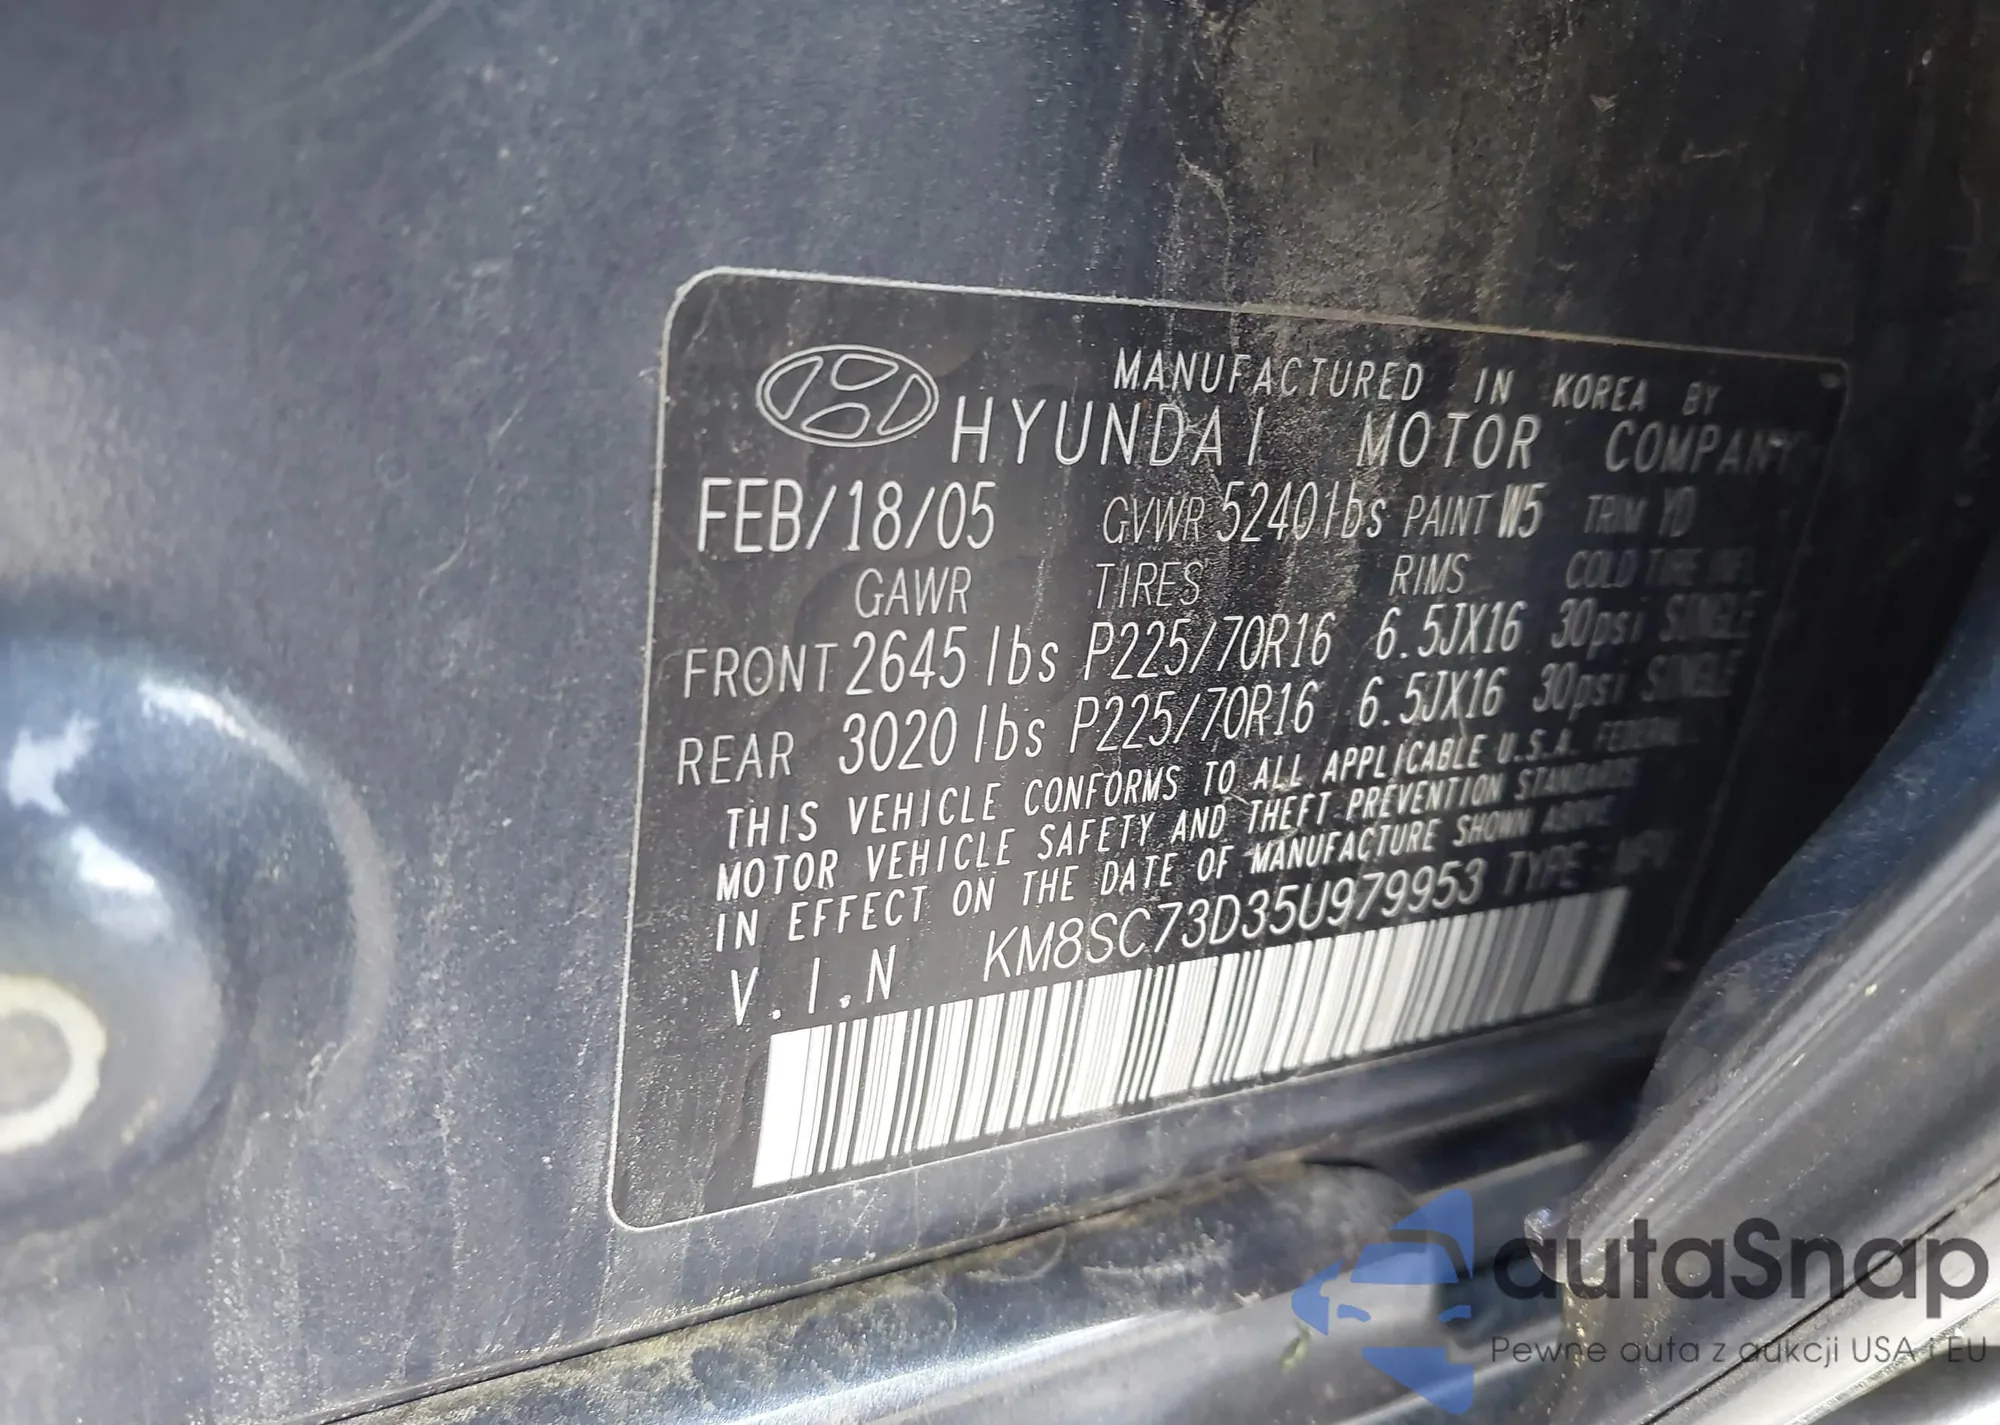 MANUFACTURED IN KOREA BY
HYUNDAI MOTOR COMPANY
FEB/18/05 GVWR 5240lbs PAINT W5 TRIM YD
GAWR TIRES RIMS COLD TIRE INFL
FRONT 2645 lbs P225/70R16 6.5JX16 30psi SINGLE
REAR 3020 lbs P225/70R16 6.5JX16 30psi SINGLE
THIS VEHICLE CONFORMS TO ALL APPLICABLE U.S.A. FEDERAL
MOTOR VEHICLE SAFETY AND THEFT PREVENTION STANDARDS
IN EFFECT ON THE DATE OF MANUFACTURE SHOWN ABOVE
V.I.N KM8SC73D35U979953 TYPE : MPV
autaSnap
Pewne auta z aukcji USA i EU